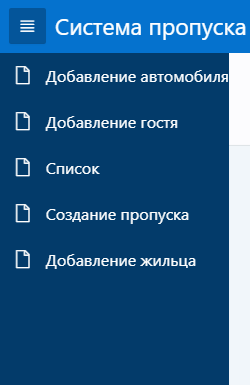 Система пропуска
Добавление автомобиля
Добавление гостя
Список
Создание пропуска
Добавление жильца